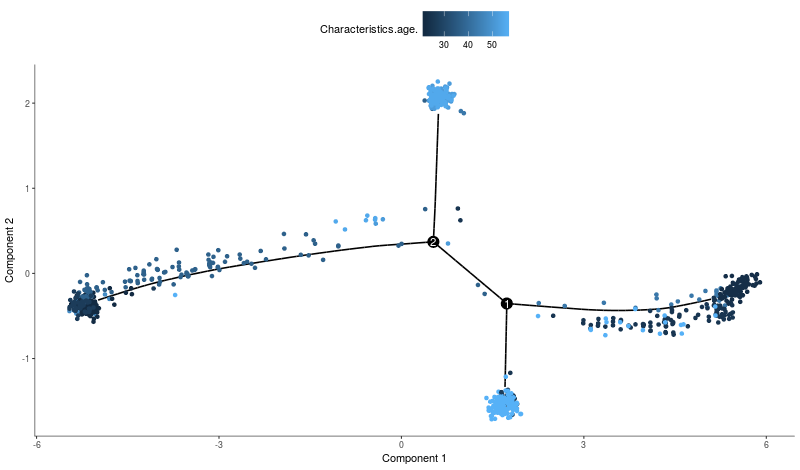 Characteristics.age.
30 40 50
Component 2
2
1
0
-1
2
1
-6 -3 0 3 6
Component 1